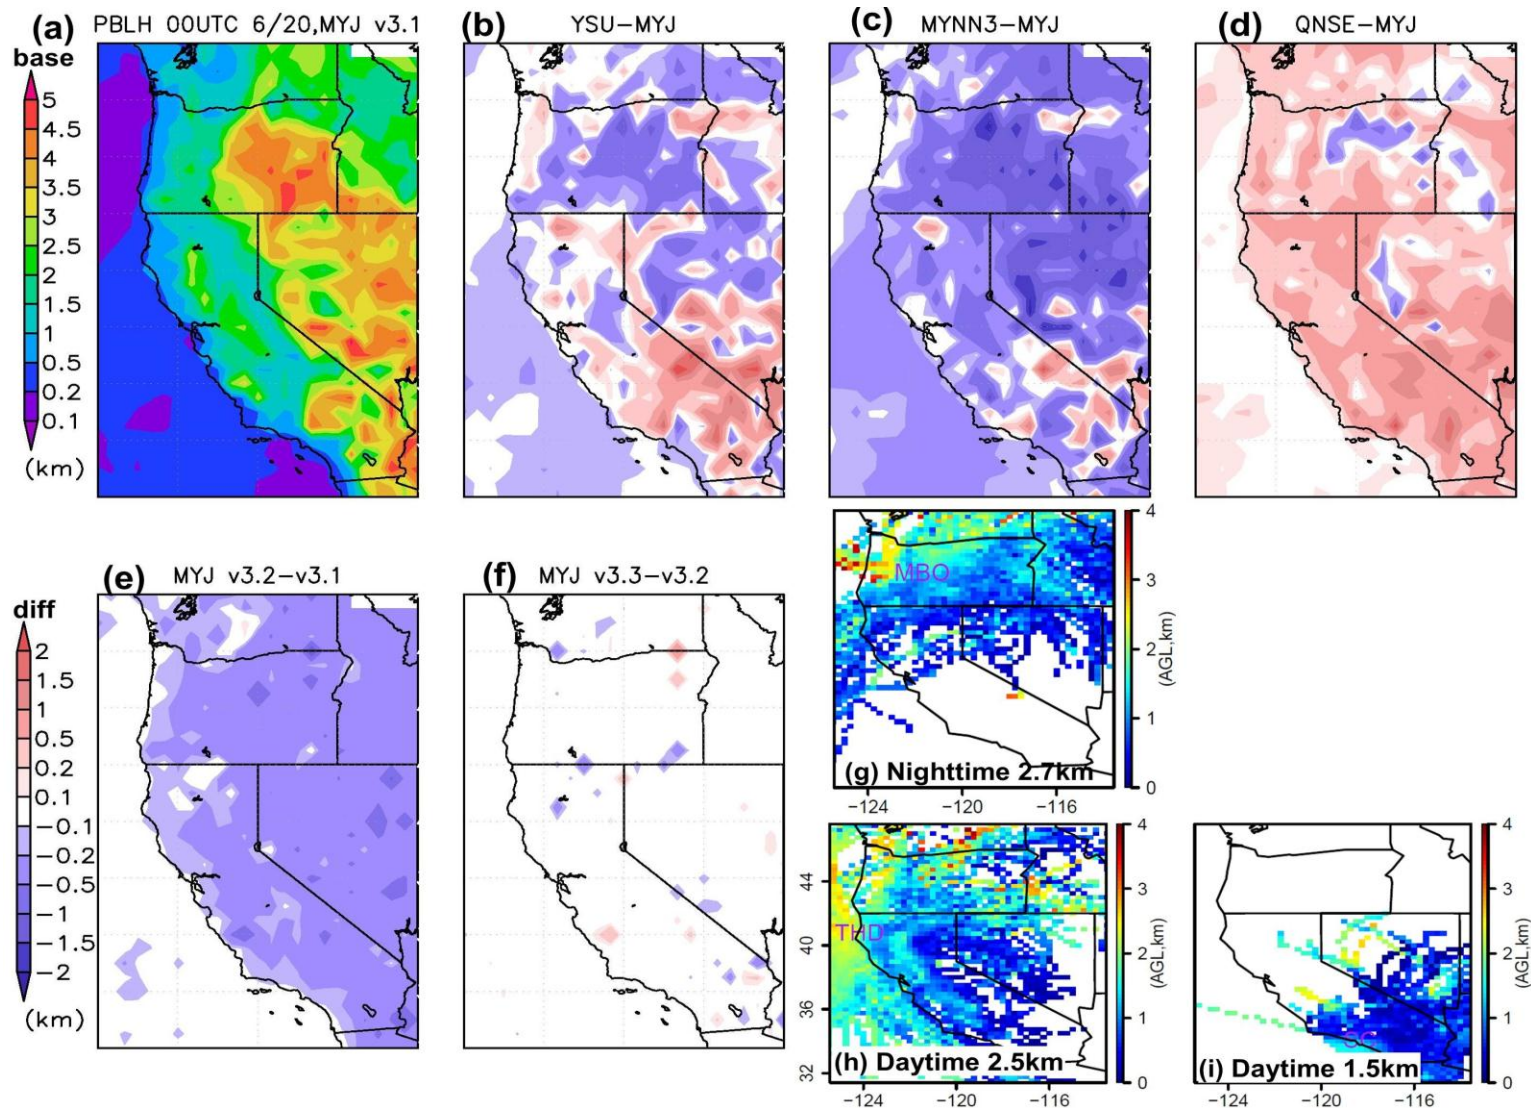 (a) PBLH 00UTC 6/20,MYJ v3.1
(b) YSU−MYJ
(c) MYNN3−MYJ
(d) QNSE−MYJ
base
5
4.5
4
3.5
3
2.5
2
1.5
1
0.5
0.2
0.1
(km)
(e) MYJ v3.2−v3.1
(f) MYJ v3.3−v3.2
diff
2
1.5
1
0.5
0.2
0.1
−0.1
−0.2
−0.5
−1
−1.5
−2
(km)
MBO
(g) Nighttime 2.7km
4
3
2
1
0
(AGL,km)
−124 −120 −116
THD
(h) Daytime 2.5km
44
40
36
32
4
3
2
1
0
(AGL,km)
−124 −120 −116
(i) Daytime 1.5km
4
3
2
1
0
(AGL,km)
−124 −120 −116